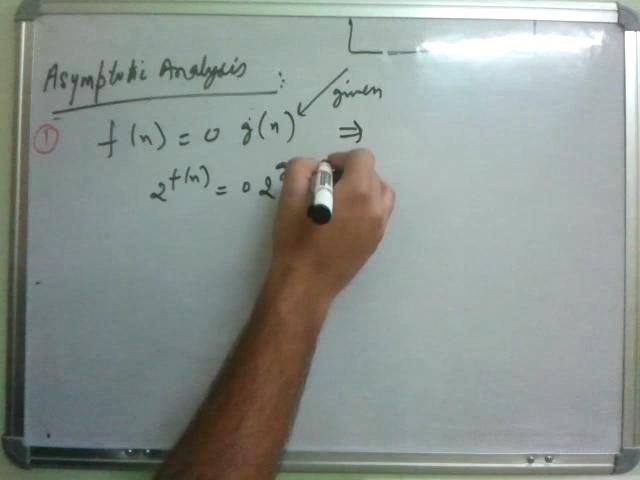 Asymptotic Analysis :
given
① f(n) = O g(n) ⇒
2^f(n) = O 2